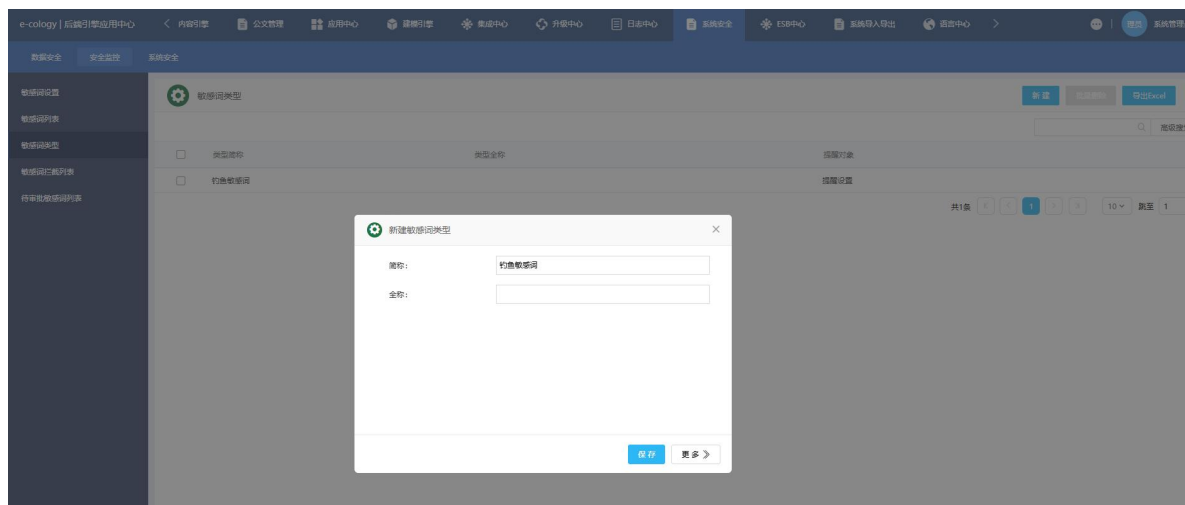 e-cology | 后端引擎应用中心 内容引擎 公文管理 应用中心 建模引擎 集成中心 升级中心 日志中心 系统安全 ESB中心 系统导入导出 语言中心 系统管理
数据安全 安全监控 系统安全
敏感词设置
敏感词列表
敏感词类型
敏感词拦截列表
待审批敏感词列表
敏感词类型 新建 批量删除 导出Excel
高级搜
类型简称 类型全称 提醒对象
钓鱼敏感词 提醒设置
共1条 1 10 跳至 1
新建敏感词类型
简称: 钓鱼敏感词
全称:
保存 更多